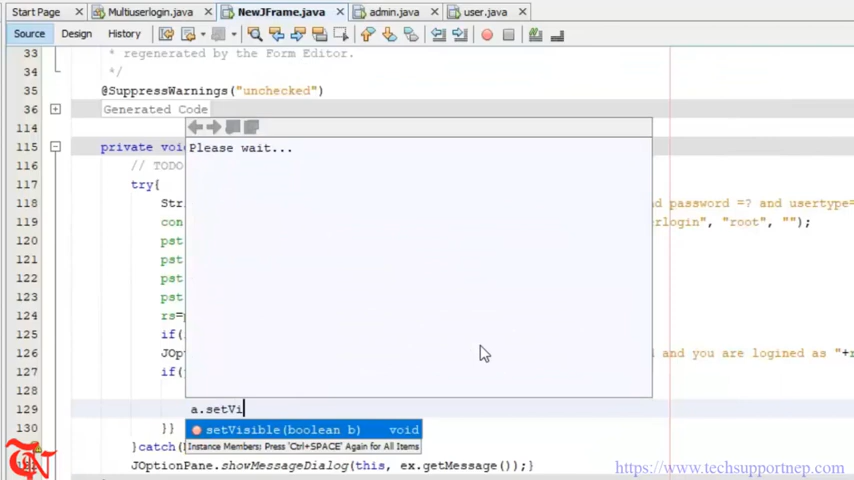 Start Page Multiuserlogin.java NewJFrame.java admin.java user.java
Source Design History
33 * regenerated by the Form Editor.
34 */
35 @SuppressWarnings("unchecked")
36 Generated Code
114
115 private voi
116 // TODO
117 try{
118 Str d password =? and usertype=
119 con rlogin", "root", "");
120 pst
121 pst
122 pst
123 pst
124 rs=p
125 if(
126 JOpt d and you are logined as "+r
127 if(
128
129 a.setVi
130 }}
}catch(
JOptionPane.showMessageDialog(this, ex.getMessage());}
Please wait...
setVisible(boolean b) void
Instance Members; Press 'Ctrl+SPACE' Again for All Items
https://www.techsupportnep.com/